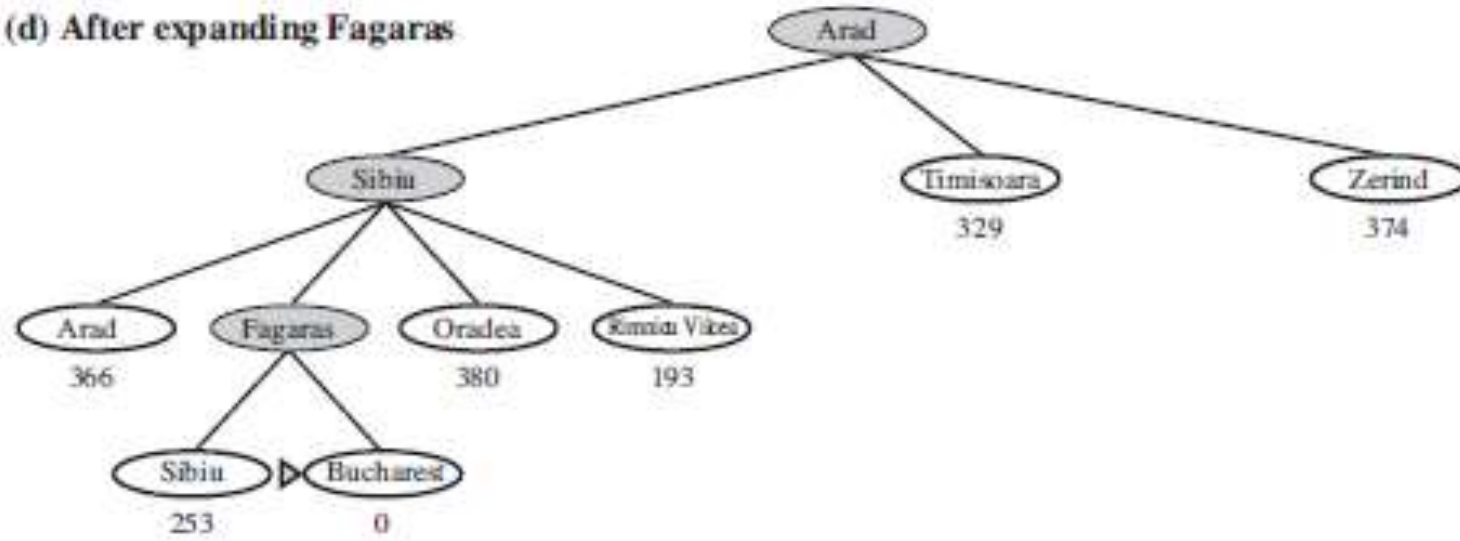 (d) After expanding Fagaras
Arad
Sibiu
Timisoara
Zerind
329
374
Arad
Fagaras
Oradea
Rimnicu Vilcea
366
380
193
Sibiu
Bucharest
253
0